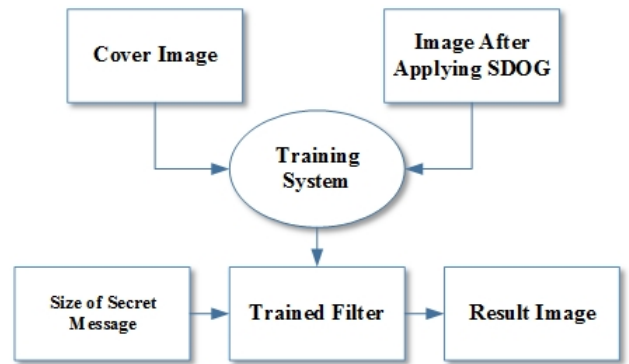 Cover Image
Image After
Applying SDOG
Training
System
Size of Secret
Message
Trained Filter
Result Image